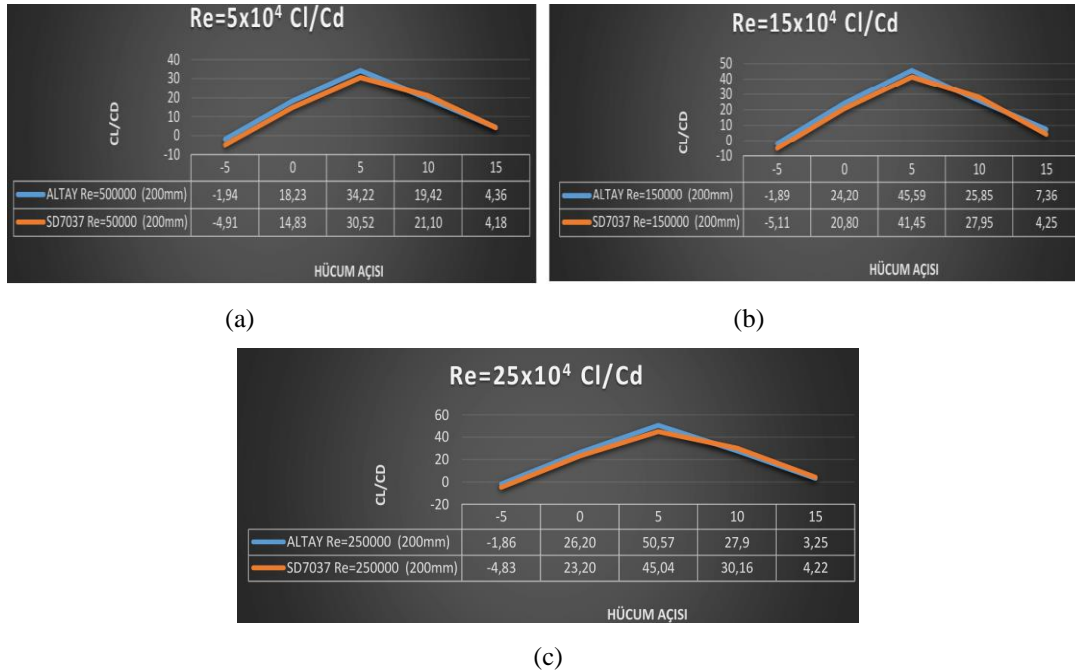 Re=5x10⁴ Cl/Cd
40
30
20
10
0
-10
CL/CD
-5 0 5 10 15
ALTAY Re=500000 (200mm) -1,94 18,23 34,22 19,42 4,36
SD7037 Re=50000 (200mm) -4,91 14,83 30,52 21,10 4,18
HÜCUM AÇISI
(a)
Re=15x10⁴ Cl/Cd
50
40
30
20
10
0
-10
CL/CD
-5 0 5 10 15
ALTAY Re=150000 (200mm) -1,89 24,20 45,59 25,85 7,36
SD7037 Re=150000 (200mm) -5,11 20,80 41,45 27,95 4,25
HÜCUM AÇISI
(b)
Re=25x10⁴ Cl/Cd
60
40
20
0
-20
CL/CD
-5 0 5 10 15
ALTAY Re=250000 (200mm) -1,86 26,20 50,57 27,9 3,25
SD7037 Re=250000 (200mm) -4,83 23,20 45,04 30,16 4,22
HÜCUM AÇISI
(c)